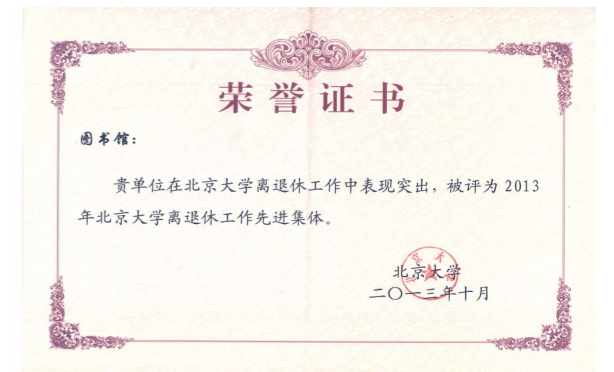 荣誉证书
图书馆：
贵单位在北京大学离退休工作中表现突出，被评为 2013
年北京大学离退休工作先进集体。
北京大学
二〇一三年十月